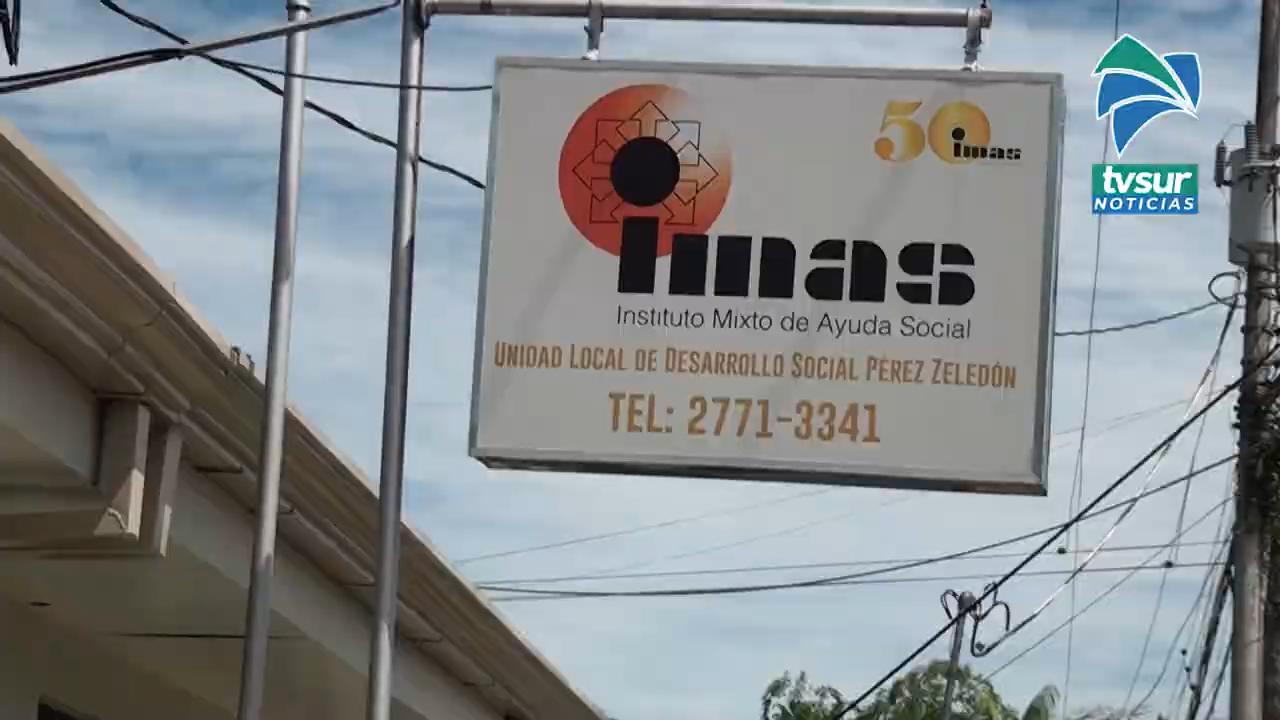 50
imas
tvsur
NOTICIAS
imas
Instituto Mixto de Ayuda Social
UNIDAD LOCAL DE DESARROLLO SOCIAL PÉREZ ZELEDÓN
TEL: 2771-3341